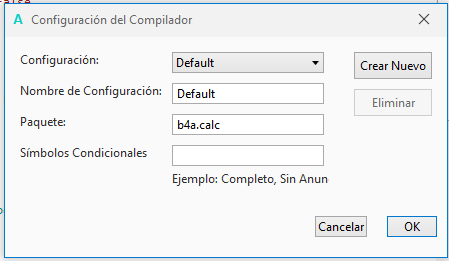 A Configuración del Compilador
Configuración:
Default
Crear Nuevo
Nombre de Configuración:
Default
Eliminar
Paquete:
b4a.calc
Símbolos Condicionales
Ejemplo: Completo, Sin Anun
Cancelar
OK